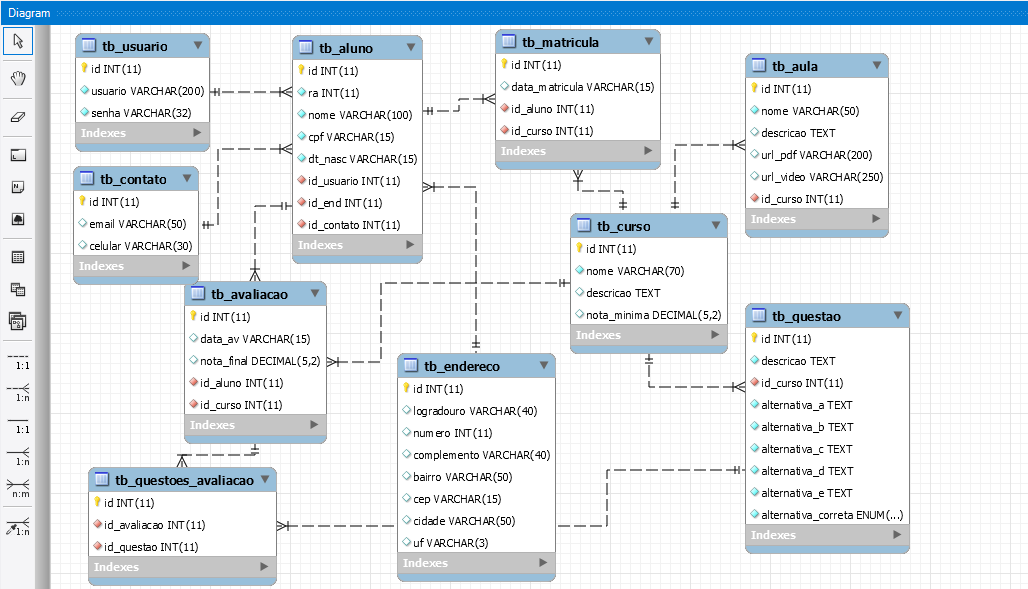 Diagram
tb_usuario
id INT(11)
usuario VARCHAR(200)
senha VARCHAR(32)
Indexes
tb_contato
id INT(11)
email VARCHAR(50)
celular VARCHAR(30)
Indexes
tb_aluno
id INT(11)
ra INT(11)
nome VARCHAR(100)
cpf VARCHAR(15)
dt_nasc VARCHAR(15)
id_usuario INT(11)
id_end INT(11)
id_contato INT(11)
Indexes
tb_matricula
id INT(11)
data_matricula VARCHAR(15)
id_aluno INT(11)
id_curso INT(11)
Indexes
tb_aula
id INT(11)
nome VARCHAR(50)
descricao TEXT
url_pdf VARCHAR(200)
url_video VARCHAR(250)
id_curso INT(11)
Indexes
tb_curso
id INT(11)
nome VARCHAR(70)
descricao TEXT
nota_minima DECIMAL(5,2)
Indexes
tb_avaliacao
id INT(11)
data_av VARCHAR(15)
nota_final DECIMAL(5,2)
id_aluno INT(11)
id_curso INT(11)
Indexes
tb_endereco
id INT(11)
logradouro VARCHAR(40)
numero INT(11)
complemento VARCHAR(40)
bairro VARCHAR(50)
cep VARCHAR(15)
cidade VARCHAR(50)
uf VARCHAR(3)
Indexes
tb_questao
id INT(11)
descricao TEXT
id_curso INT(11)
alternativa_a TEXT
alternativa_b TEXT
alternativa_c TEXT
alternativa_d TEXT
alternativa_e TEXT
alternativa_correta ENUM(...)
Indexes
tb_questoes_avaliacao
id INT(11)
id_avaliacao INT(11)
id_questao INT(11)
Indexes
1:1
1:n
1:1
1:n
n:m
1:n